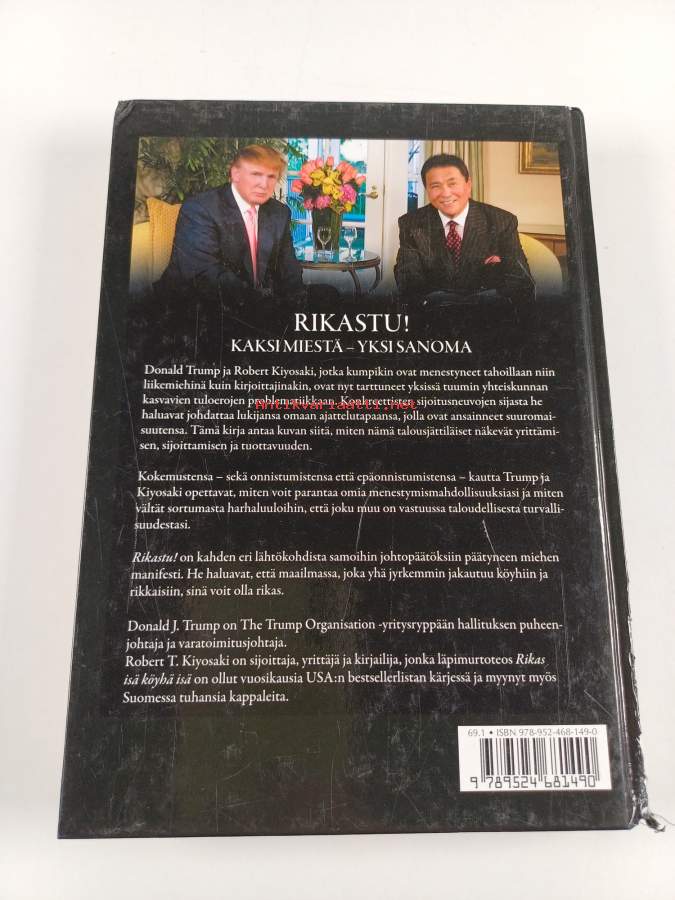 RIKASTU!
KAKSI MIESTÄ – YKSI SANOMA
Donald Trump ja Robert Kiyosaki, jotka kumpikin ovat menestyneet tahoillaan niin
liikemiehinä kuin kirjoittajinakin, ovat nyt tarttuneet yksissä tuumin yhteiskunnan
kasvavien tuloerojen problematiikkaan. Konkreettisten sijoitusneuvojen sijasta he
Antikvariaatti.net
haluavat johdattaa lukijansa omaan ajattelutapaansa, jolla ovat ansainneet suuromai-
suutensa. Tämä kirja antaa kuvan siitä, miten nämä talousjättiläiset näkevät yrittämi-
sen, sijoittamisen ja tuottavuuden.
Kokemustensa – sekä onnistumistensa että epäonnistumistensa – kautta Trump ja
Kiyosaki opettavat, miten voit parantaa omia menestymismahdollisuuksiasi ja miten
vältät sortumasta harhaluuloihin, että joku muu on vastuussa taloudellisesta turvalli-
suudestasi.
Rikastu! on kahden eri lähtökohdista samoihin johtopäätöksiin päätyneen miehen
manifesti. He haluavat, että maailmassa, joka yhä jyrkemmin jakautuu köyhiin ja
rikkaisiin, sinä voit olla rikas.
Donald J. Trump on The Trump Organisation -yritysryppään hallituksen puheen-
johtaja ja varatoimitusjohtaja.
Robert T. Kiyosaki on sijoittaja, yrittäjä ja kirjailija, jonka läpimurtoteos Rikas
isä köyhä isä on ollut vuosikausia USA:n bestsellerlistan kärjessä ja myynyt myös
Suomessa tuhansia kappaleita.
69.1 • ISBN 978-952-468-149-0
9 789524 681490